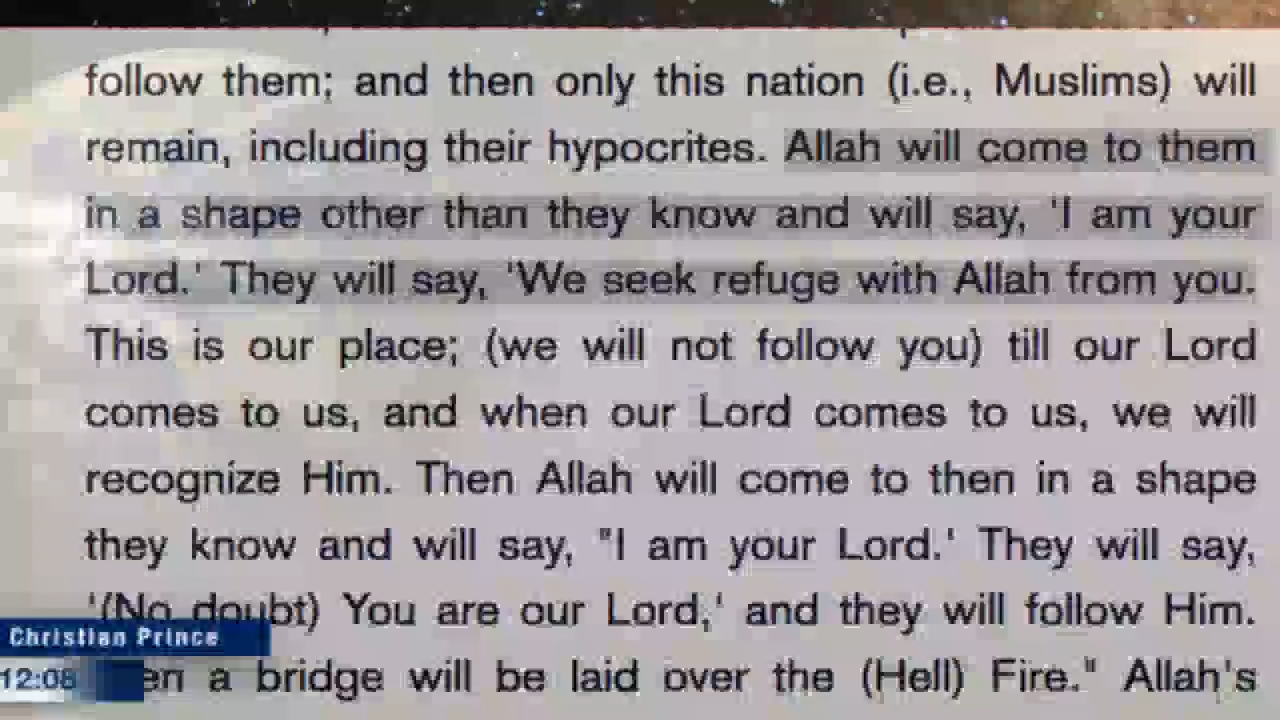 follow them; and then only this nation (i.e., Muslims) will
remain, including their hypocrites. Allah will come to them
in a shape other than they know and will say, 'I am your
Lord.' They will say, 'We seek refuge with Allah from you.
This is our place; (we will not follow you) till our Lord
comes to us, and when our Lord comes to us, we will
recognize Him. Then Allah will come to then in a shape
they know and will say, "I am your Lord.' They will say,
'(No doubt) You are our Lord,' and they will follow Him.
Christian Prince
12:08
a bridge will be laid over the (Hell) Fire." Allah's